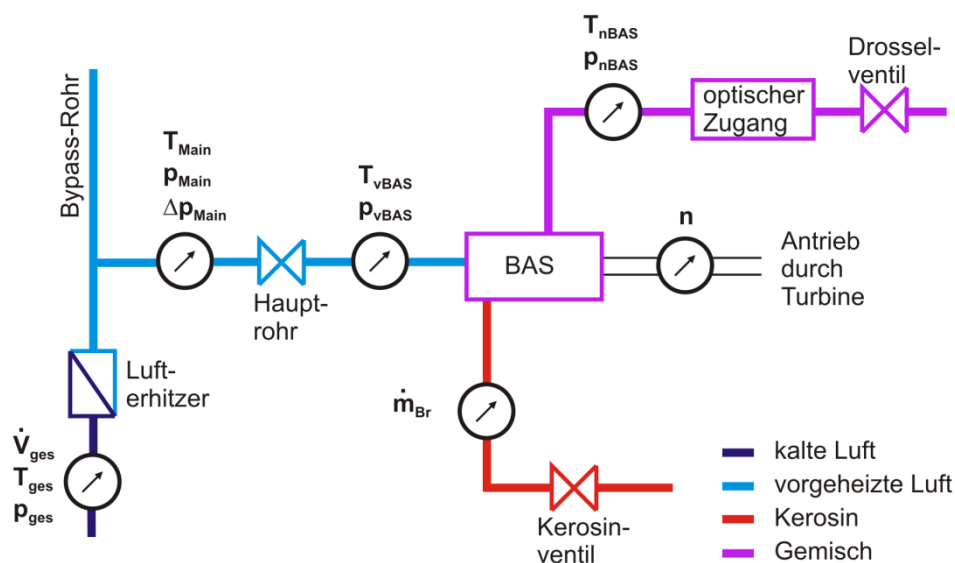 T_nBAS
p_nBAS
Drossel-
ventil
optischer
Zugang
Bypass-Rohr
T_Main
p_Main
Δp_Main
T_vBAS
p_vBAS
n
BAS
Antrieb
durch
Turbine
Haupt-
rohr
Luft-
erhitzer
ṁ_Br
V̇_ges
T_ges
p_ges
Kerosin-
ventil
kalte Luft
vorgeheizte Luft
Kerosin
Gemisch